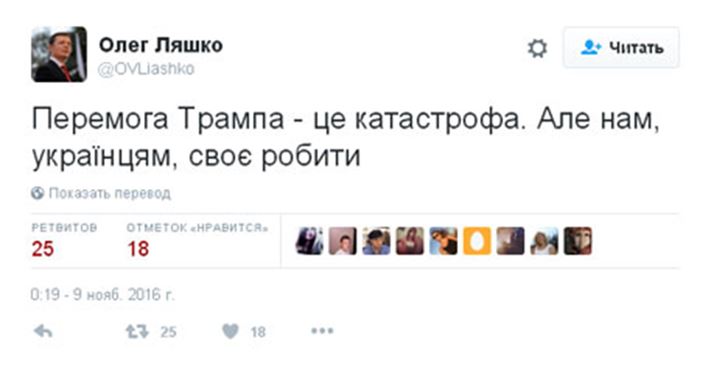 Олег Ляшко
@OVLiashko
Читать
Перемога Трампа - це катастрофа. Але нам,
українцям, своє робити
Показать перевод
РЕТВИТОВ
ОТМЕТОК «НРАВИТСЯ»
25
18
0:19 - 9 нояб. 2016 г.
25
18